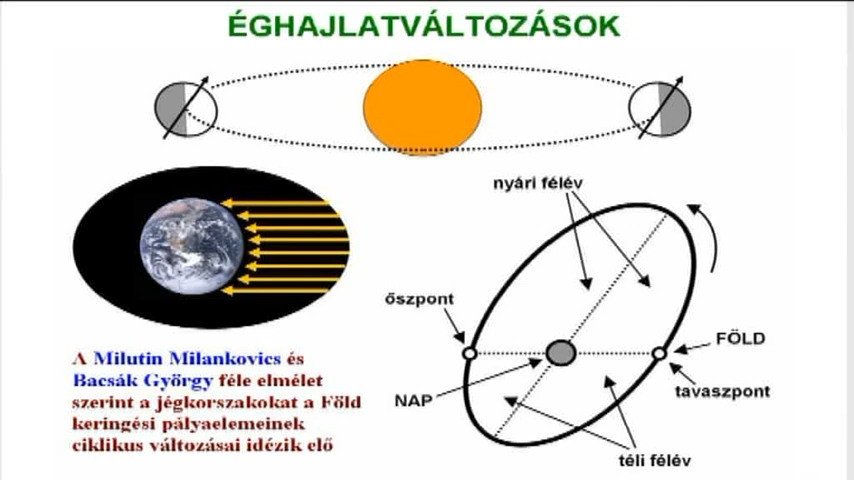 ÉGHAJLATVÁLTOZÁSOK
nyári félév
őszpont
FÖLD
tavaszpont
NAP
téli félév
A Milutin Milankovics és
Bacsák György féle elmélet
szerint a jégkorszakokat a Föld
keringési pályaelemeinek
ciklikus változásai idézik elő